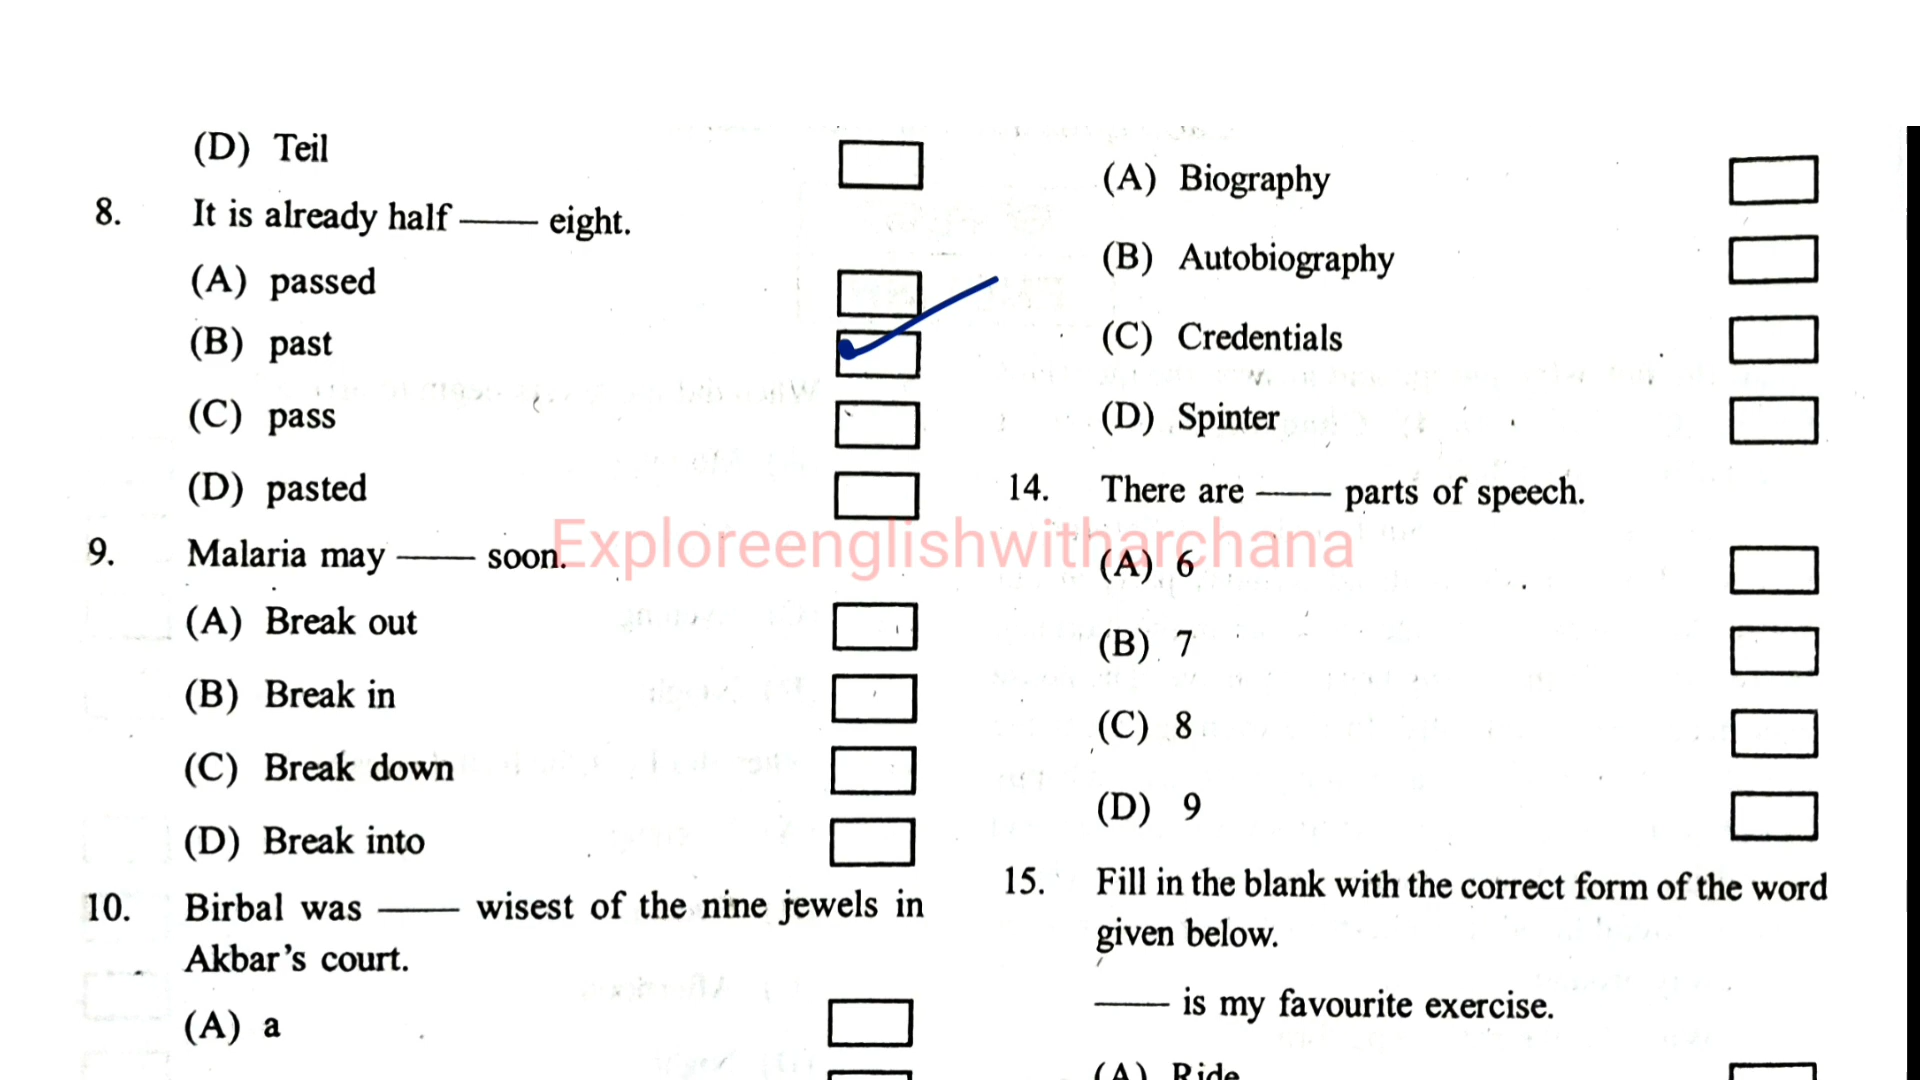 (D) Teil
8. It is already half —— eight.
(A) passed
(B) past
(C) pass
(D) pasted
9. Malaria may —— soon.
(A) Break out
(B) Break in
(C) Break down
(D) Break into
10. Birbal was —— wisest of the nine jewels in
Akbar's court.
(A) a
(A) Biography
(B) Autobiography
(C) Credentials
(D) Spinter
14. There are —— parts of speech.
(A) 6
(B) 7
(C) 8
(D) 9
15. Fill in the blank with the correct form of the word
given below.
—— is my favourite exercise.
(A) Ride
Exploreenglishwitharchana